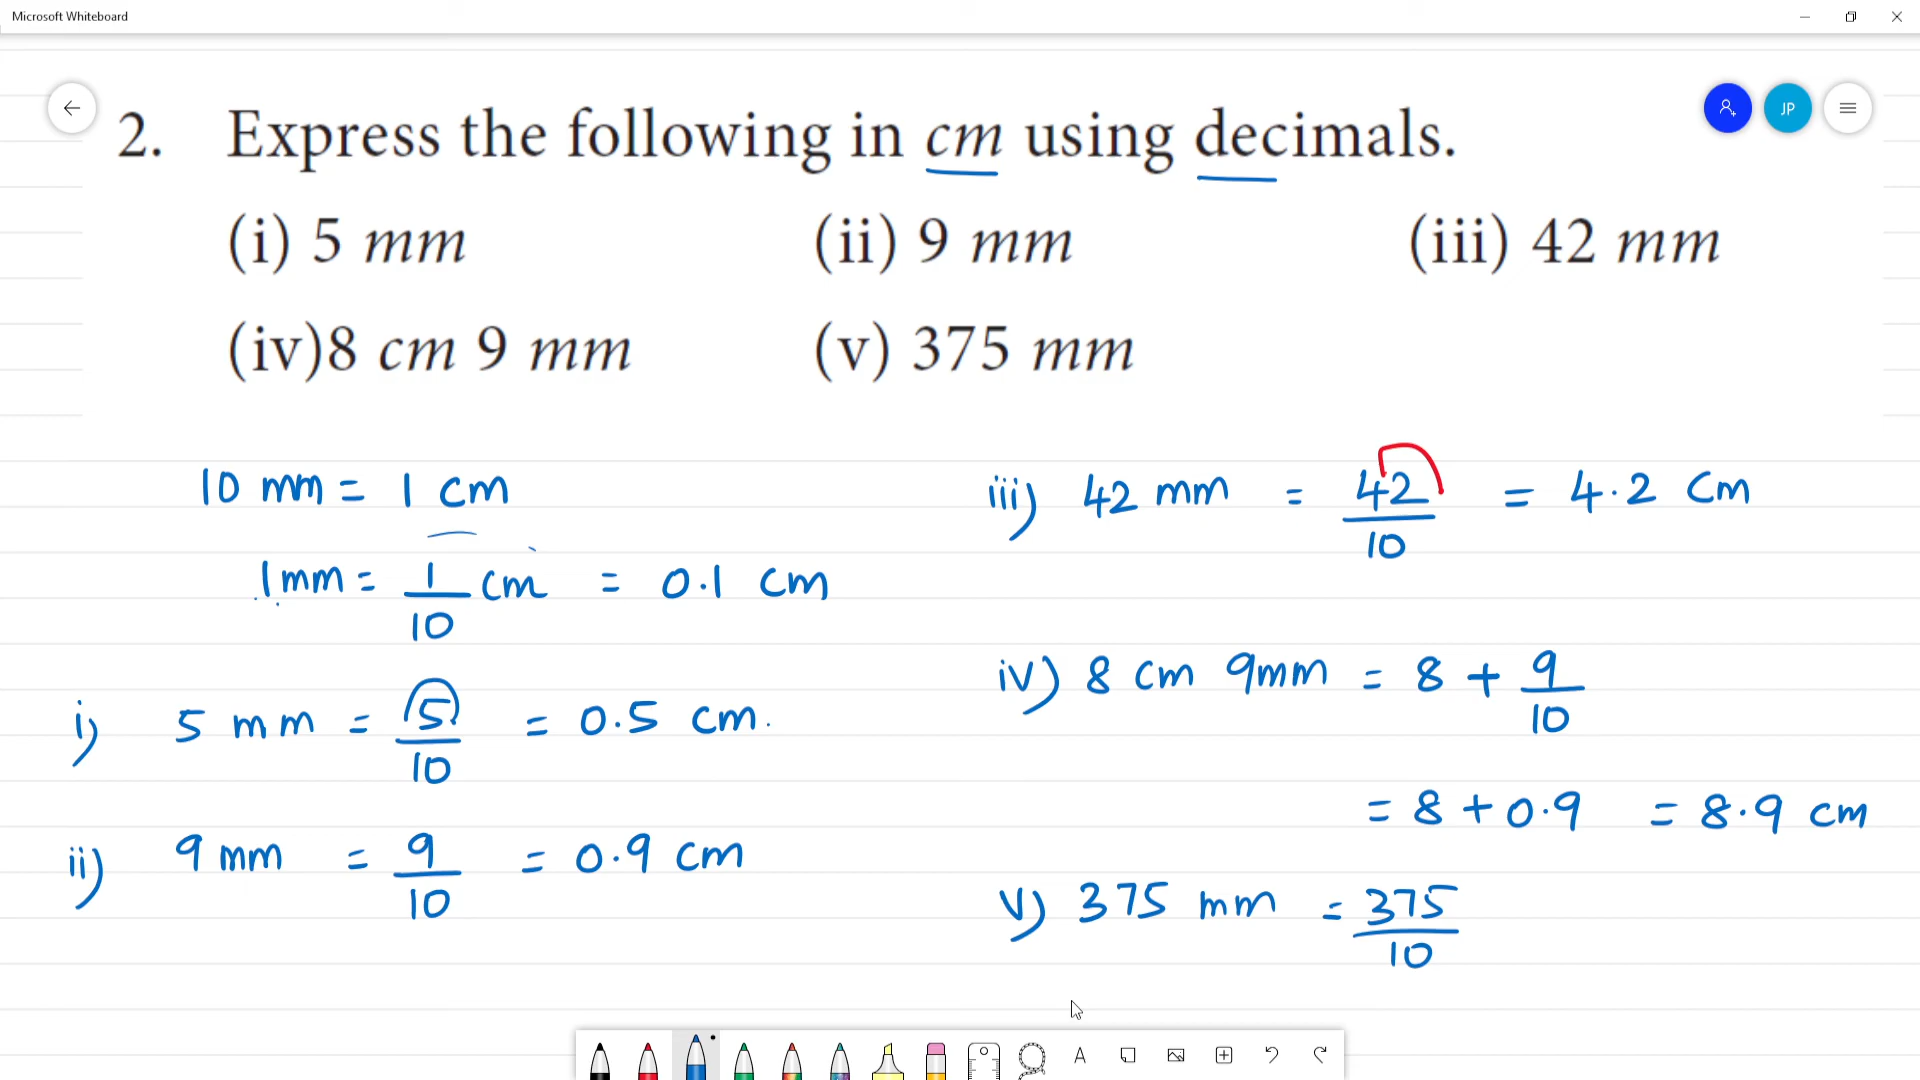 Microsoft Whiteboard
JP
2. Express the following in cm using decimals.
(i) 5 mm (ii) 9 mm (iii) 42 mm
(iv)8 cm 9 mm (v) 375 mm
10 mm = 1 cm
1mm = 1/10 cm = 0.1 cm
i) 5 mm = 5/10 = 0.5 cm.
ii) 9 mm = 9/10 = 0.9 cm
iii) 42 mm = 42/10 = 4.2 cm
iv) 8 cm 9mm = 8 + 9/10
= 8 + 0.9 = 8.9 cm
v) 375 mm = 375/10
A